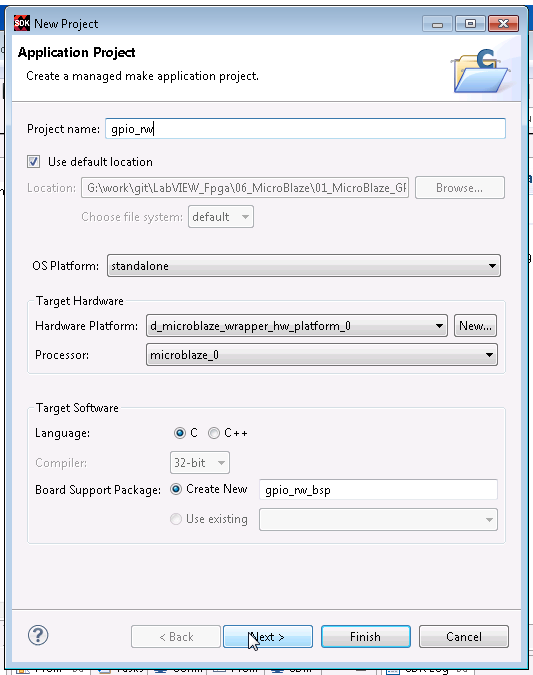 SDK New Project
Application Project
Create a managed make application project.
C
Project name: gpio_rw
Use default location
Location: G:\work\git\LabVIEW_Fpga\06_MicroBlaze\01_MicroBlaze_GF Browse...
Choose file system: default
OS Platform: standalone
Target Hardware
Hardware Platform: d_microblaze_wrapper_hw_platform_0 New...
Processor: microblaze_0
Target Software
Language: C C++
Compiler: 32-bit
Board Support Package: Create New gpio_rw_bsp
Use existing
? < Back Next > Finish Cancel